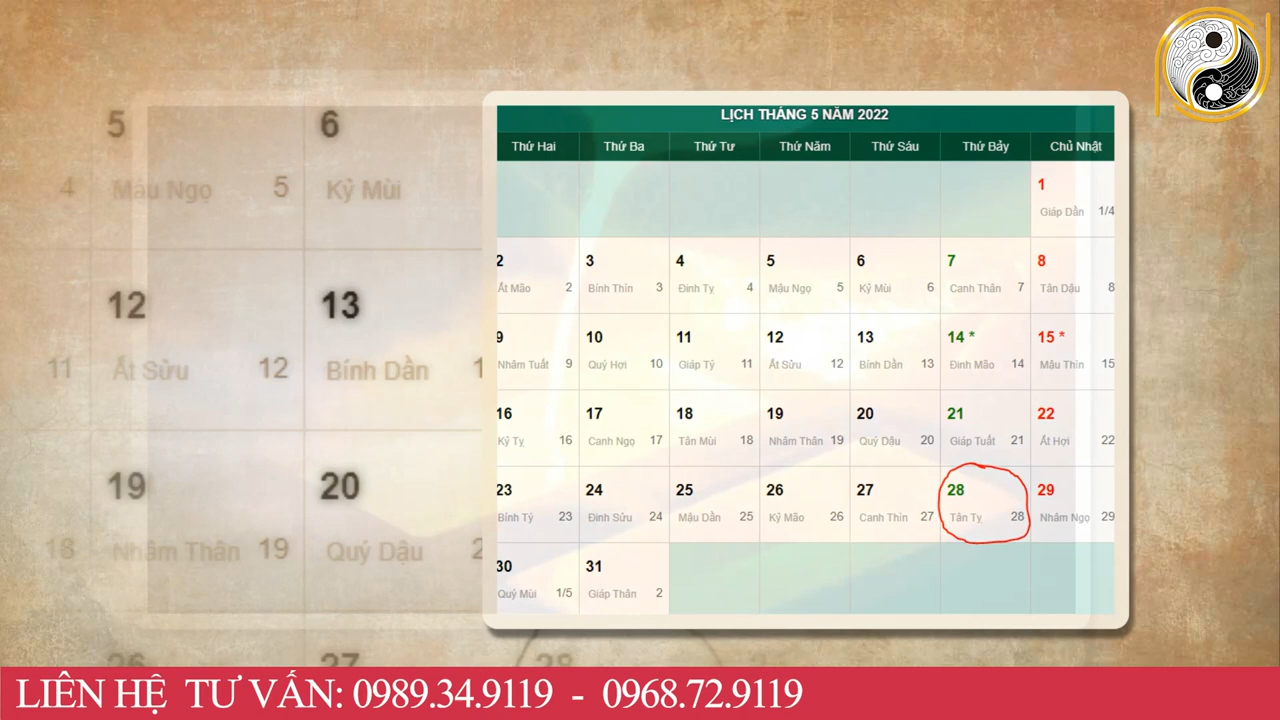 LỊCH THÁNG 5 NĂM 2022
Thứ Hai Thứ Ba Thứ Tư Thứ Năm Thứ Sáu Thứ Bảy Chủ Nhật
1
Giáp Dần 1/4
2 3 4 5 6 7 8
Ất Mão 2 Bính Thìn 3 Đinh Tỵ 4 Mậu Ngọ 5 Kỷ Mùi 6 Canh Thân 7 Tân Dậu 8
9 10 11 12 13 14 * 15 *
Nhâm Tuất 9 Quý Hợi 10 Giáp Tý 11 Ất Sửu 12 Bính Dần 13 Đinh Mão 14 Mậu Thìn 15
16 17 18 19 20 21 22
Kỷ Tỵ 16 Canh Ngọ 17 Tân Mùi 18 Nhâm Thân 19 Quý Dậu 20 Giáp Tuất 21 Ất Hợi 22
23 24 25 26 27 28 29
Bính Tý 23 Đinh Sửu 24 Mậu Dần 25 Kỷ Mão 26 Canh Thìn 27 Tân Tỵ 28 Nhâm Ngọ 29
30 31
Quý Mùi 1/5 Giáp Thân 2
5 6
4 Mậu Ngọ 5 Kỷ Mùi
12 13
11 Ất Sửu 12 Bính Dần
19 20
18 Nhâm Thân 19 Quý Dậu
26 27 28
LIÊN HỆ TƯ VẤN: 0989.34.9119 - 0968.72.9119